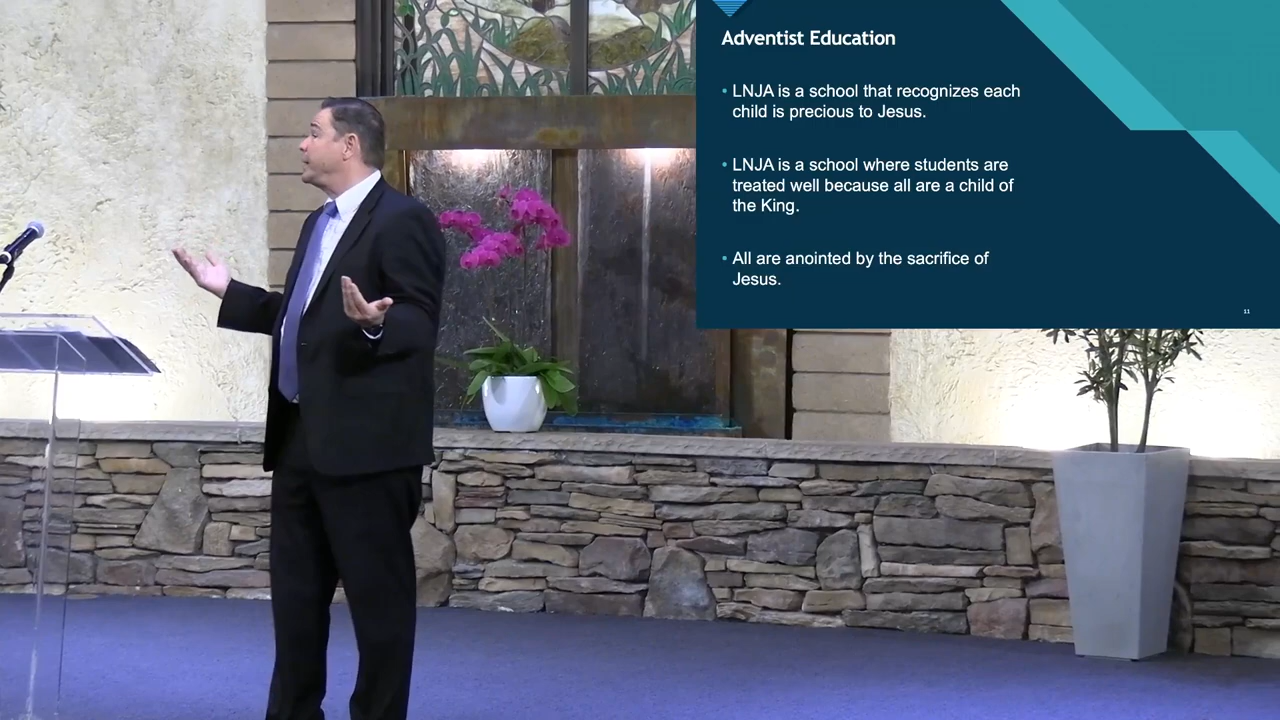 Adventist Education
• LNJA is a school that recognizes each
child is precious to Jesus.
• LNJA is a school where students are
treated well because all are a child of
the King.
• All are anointed by the sacrifice of
Jesus.
11